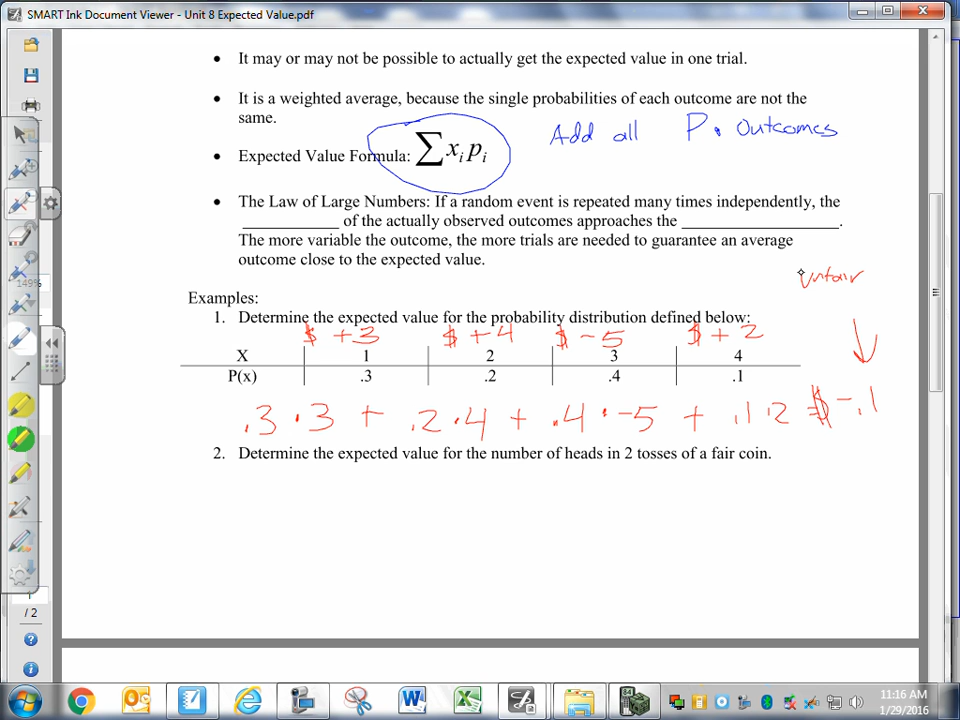 SMART Ink Document Viewer - Unit 8 Expected Value.pdf
• It may or may not be possible to actually get the expected value in one trial.
• It is a weighted average, because the single probabilities of each outcome are not the
same.
Add all P • Outcomes
• Expected Value Formula: ∑ xᵢ pᵢ
• The Law of Large Numbers: If a random event is repeated many times independently, the
____________ of the actually observed outcomes approaches the ____________________.
The more variable the outcome, the more trials are needed to guarantee an average
outcome close to the expected value.
149%
unfair
Examples:
1. Determine the expected value for the probability distribution defined below:
$ +3 $ +4 $ -5 $ +2
X 1 2 3 4
P(x) .3 .2 .4 .1
.3 · 3 + .2 · 4 + .4 · -5 + .1 · 2 = $ -.1
2. Determine the expected value for the number of heads in 2 tosses of a fair coin.
1
/ 2
11:16 AM
1/29/2016